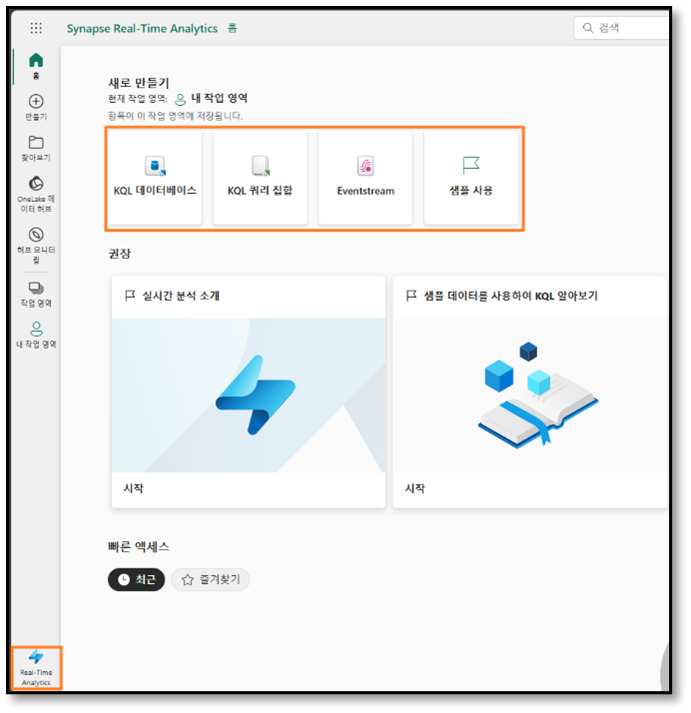 Synapse Real-Time Analytics 홈
검색
홈
만들기
찾아보기
OneLake 데
이터 허브
허브 모니터
링
작업 영역
내 작업 영역
새로 만들기
현재 작업 영역: 내 작업 영역
항목이 이 작업 영역에 저장됩니다.
KQL 데이터베이스
KQL 쿼리 집합
Eventstream
샘플 사용
권장
실시간 분석 소개
샘플 데이터를 사용하여 KQL 알아보기
시작
시작
빠른 액세스
최근
즐겨찾기
Real-Time
Analytics